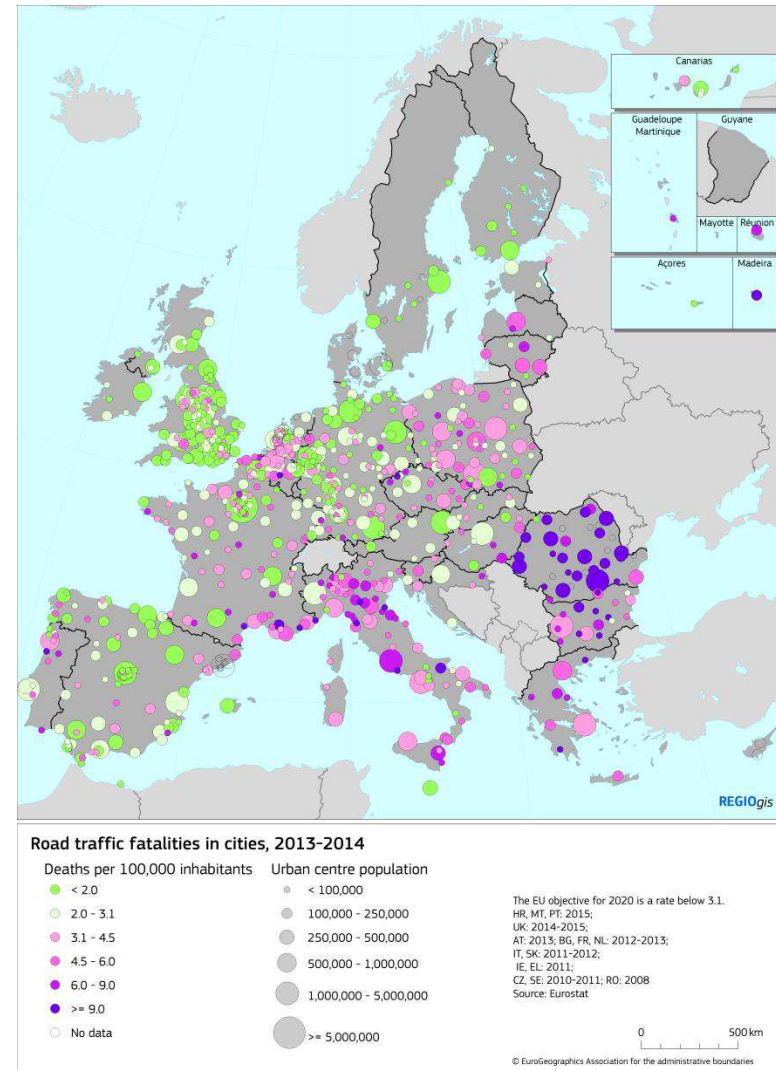 Canarias
Guadeloupe
Martinique
Guyane
Mayotte
Réunion
Açores
Madeira
REGIOgis
Road traffic fatalities in cities, 2013-2014
Deaths per 100,000 inhabitants
< 2.0
2.0 - 3.1
3.1 - 4.5
4.5 - 6.0
6.0 - 9.0
>= 9.0
No data
Urban centre population
< 100,000
100,000 - 250,000
250,000 - 500,000
500,000 - 1,000,000
1,000,000 - 5,000,000
>= 5,000,000
The EU objective for 2020 is a rate below 3.1.
HR, MT, PT: 2015;
UK: 2014-2015;
AT: 2013; BG, FR, NL: 2012-2013;
IT, SK: 2011-2012;
IE, EL: 2011;
CZ, SE: 2010-2011; RO: 2008
Source: Eurostat
0 500 km
© EuroGeographics Association for the administrative boundaries